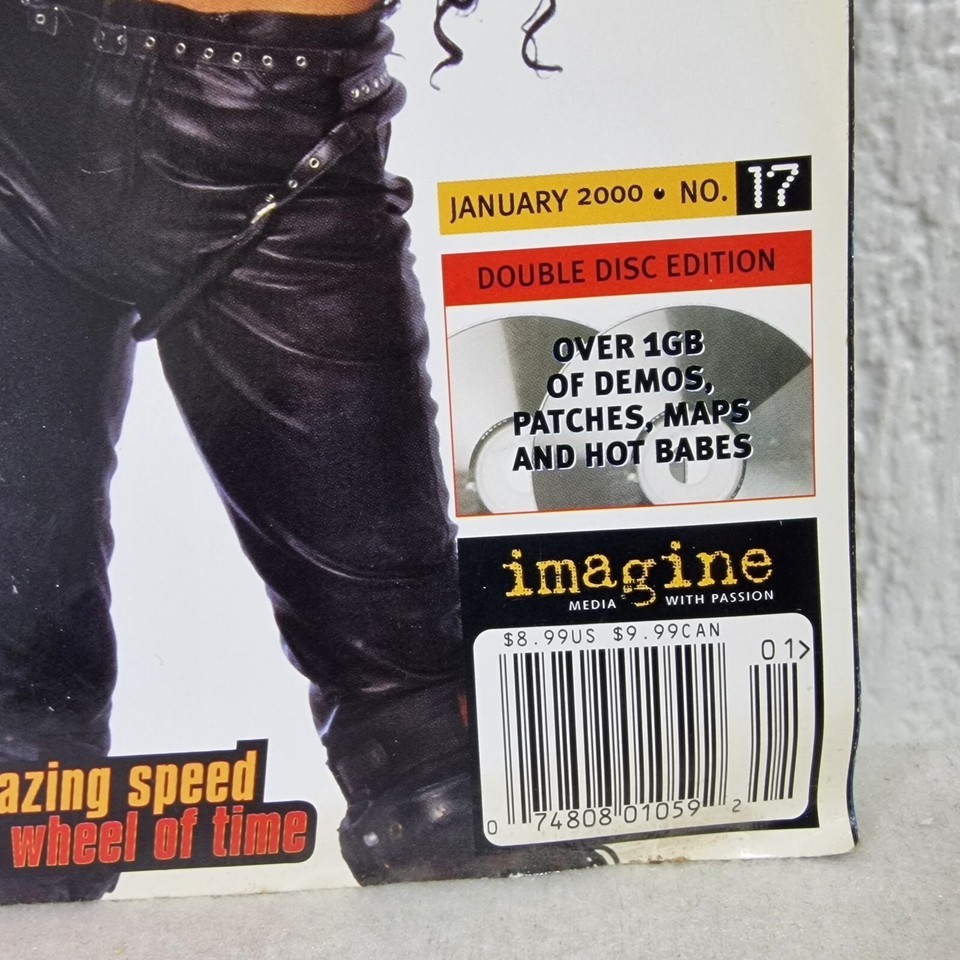 JANUARY 2000 • NO. 17
DOUBLE DISC EDITION
OVER 1GB
OF DEMOS,
PATCHES, MAPS
AND HOT BABES
imagine
MEDIA WITH PASSION
$8.99US $9.99CAN
01>
0 74808 01059 2
azing speed
wheel of time